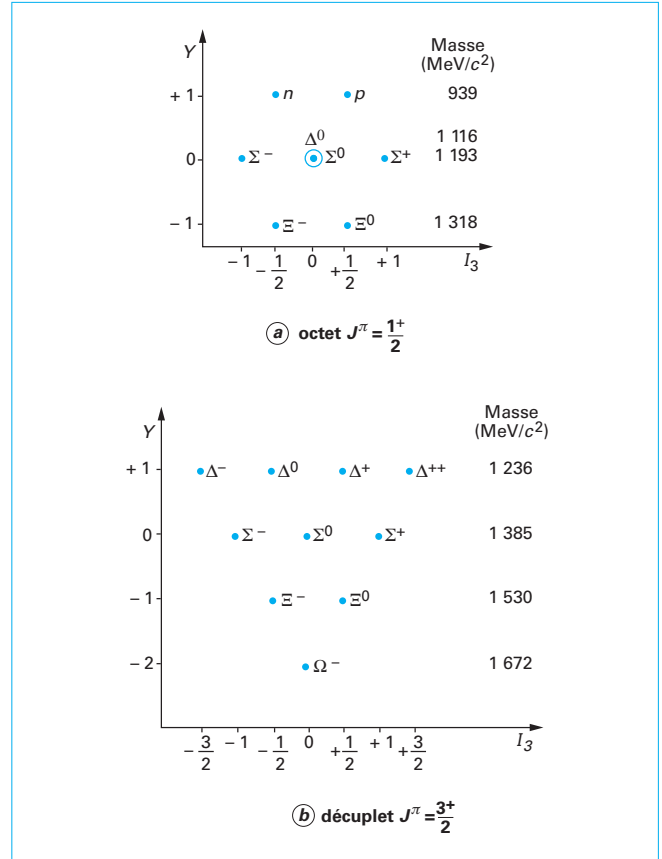 Masse
(MeV/c²)
Y
+ 1 n p 939
Δ⁰ 1 116
0 Σ⁻ Σ⁰ Σ⁺ 1 193
− 1 Ξ⁻ Ξ⁰ 1 318
− 1 − 1/2 0 + 1/2 + 1 I₃
ⓐ octet Jᵖⁱ = 1⁺/2
Masse
(MeV/c²)
Y
+ 1 Δ⁻ Δ⁰ Δ⁺ Δ⁺⁺ 1 236
0 Σ⁻ Σ⁰ Σ⁺ 1 385
− 1 Ξ⁻ Ξ⁰ 1 530
− 2 Ω⁻ 1 672
− 3/2 − 1 − 1/2 0 + 1/2 + 1 + 3/2 I₃
ⓑ décuplet Jᵖⁱ = 3⁺/2